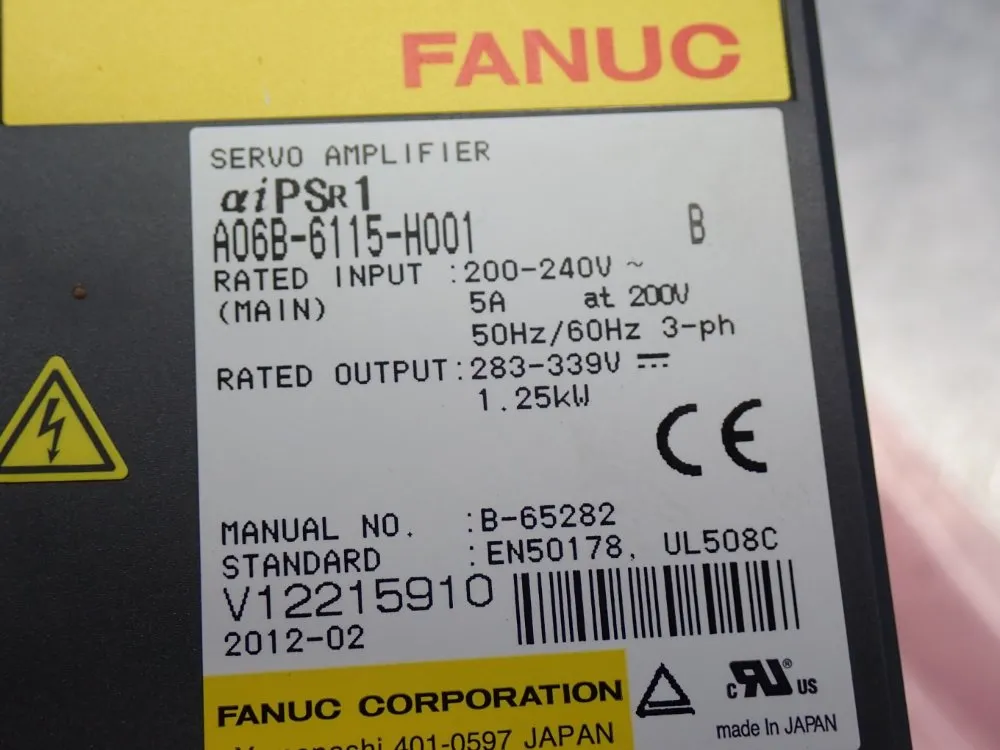 FANUC
SERVO AMPLIFIER
αiPSR1
A06B-6115-H001 B
RATED INPUT :200-240V ~
(MAIN) 5A at 200V
50Hz/60Hz 3-ph
RATED OUTPUT:283-339V ⎓
1.25kW
CE
MANUAL NO. :B-65282
STANDARD :EN50178, UL508C
V12215910
2012-02
FANUC CORPORATION
401-0597 JAPAN
c RU ® US
made In JAPAN